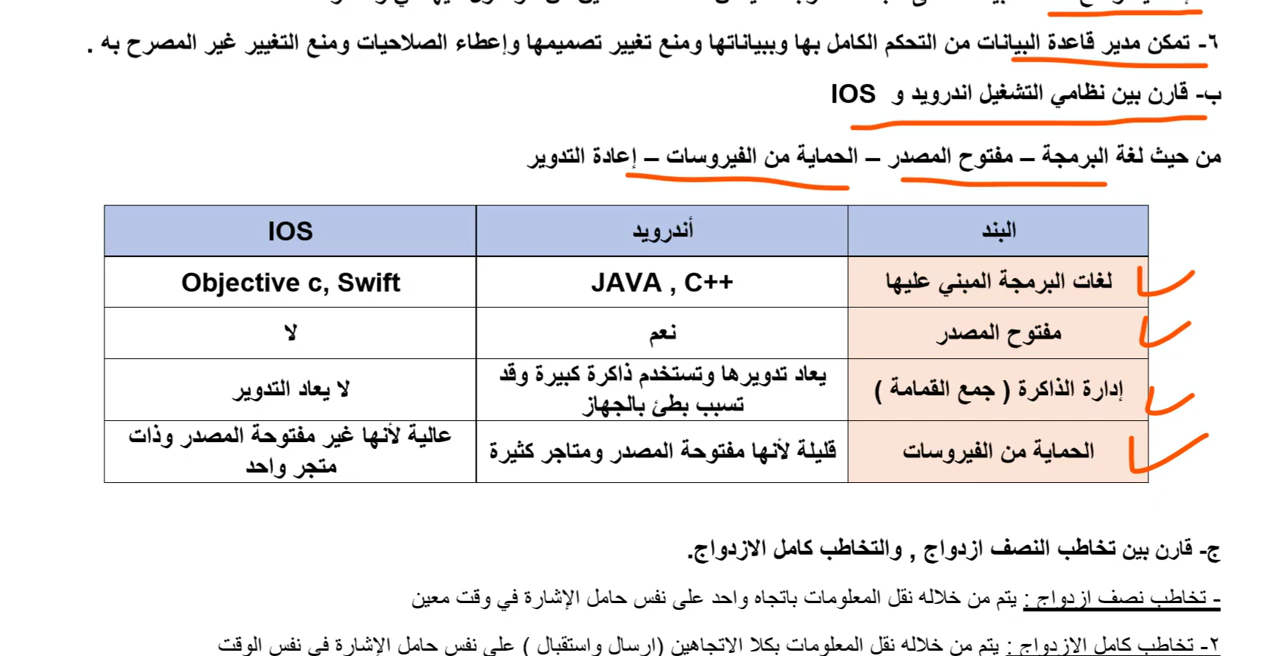 ٦- تمكن مدير قاعدة البيانات من التحكم الكامل بها وببياناتها ومنع تغيير تصميمها وإعطاء الصلاحيات ومنع التغيير غير المصرح به .
ب- قارن بين نظامي التشغيل اندرويد و IOS
من حيث لغة البرمجة – مفتوح المصدر – الحماية من الفيروسات – إعادة التدوير
البند أندرويد IOS
لغات البرمجة المبني عليها JAVA , C++ Objective c, Swift
مفتوح المصدر نعم لا
إدارة الذاكرة ( جمع القمامة ) يعاد تدويرها وتستخدم ذاكرة كبيرة وقد لا يعاد التدوير
تسبب بطئ بالجهاز
الحماية من الفيروسات قليلة لأنها مفتوحة المصدر ومتاجر كثيرة عالية لأنها غير مفتوحة المصدر وذات
متجر واحد
ج- قارن بين تخاطب النصف ازدواج , والتخاطب كامل الازدواج.
- تخاطب نصف ازدواج : يتم من خلاله نقل المعلومات باتجاه واحد على نفس حامل الإشارة في وقت معين
٢- تخاطب كامل الازدواج : يتم من خلاله نقل المعلومات بكلا الاتجاهين (ارسال واستقبال ) على نفس حامل الإشارة في نفس الوقت